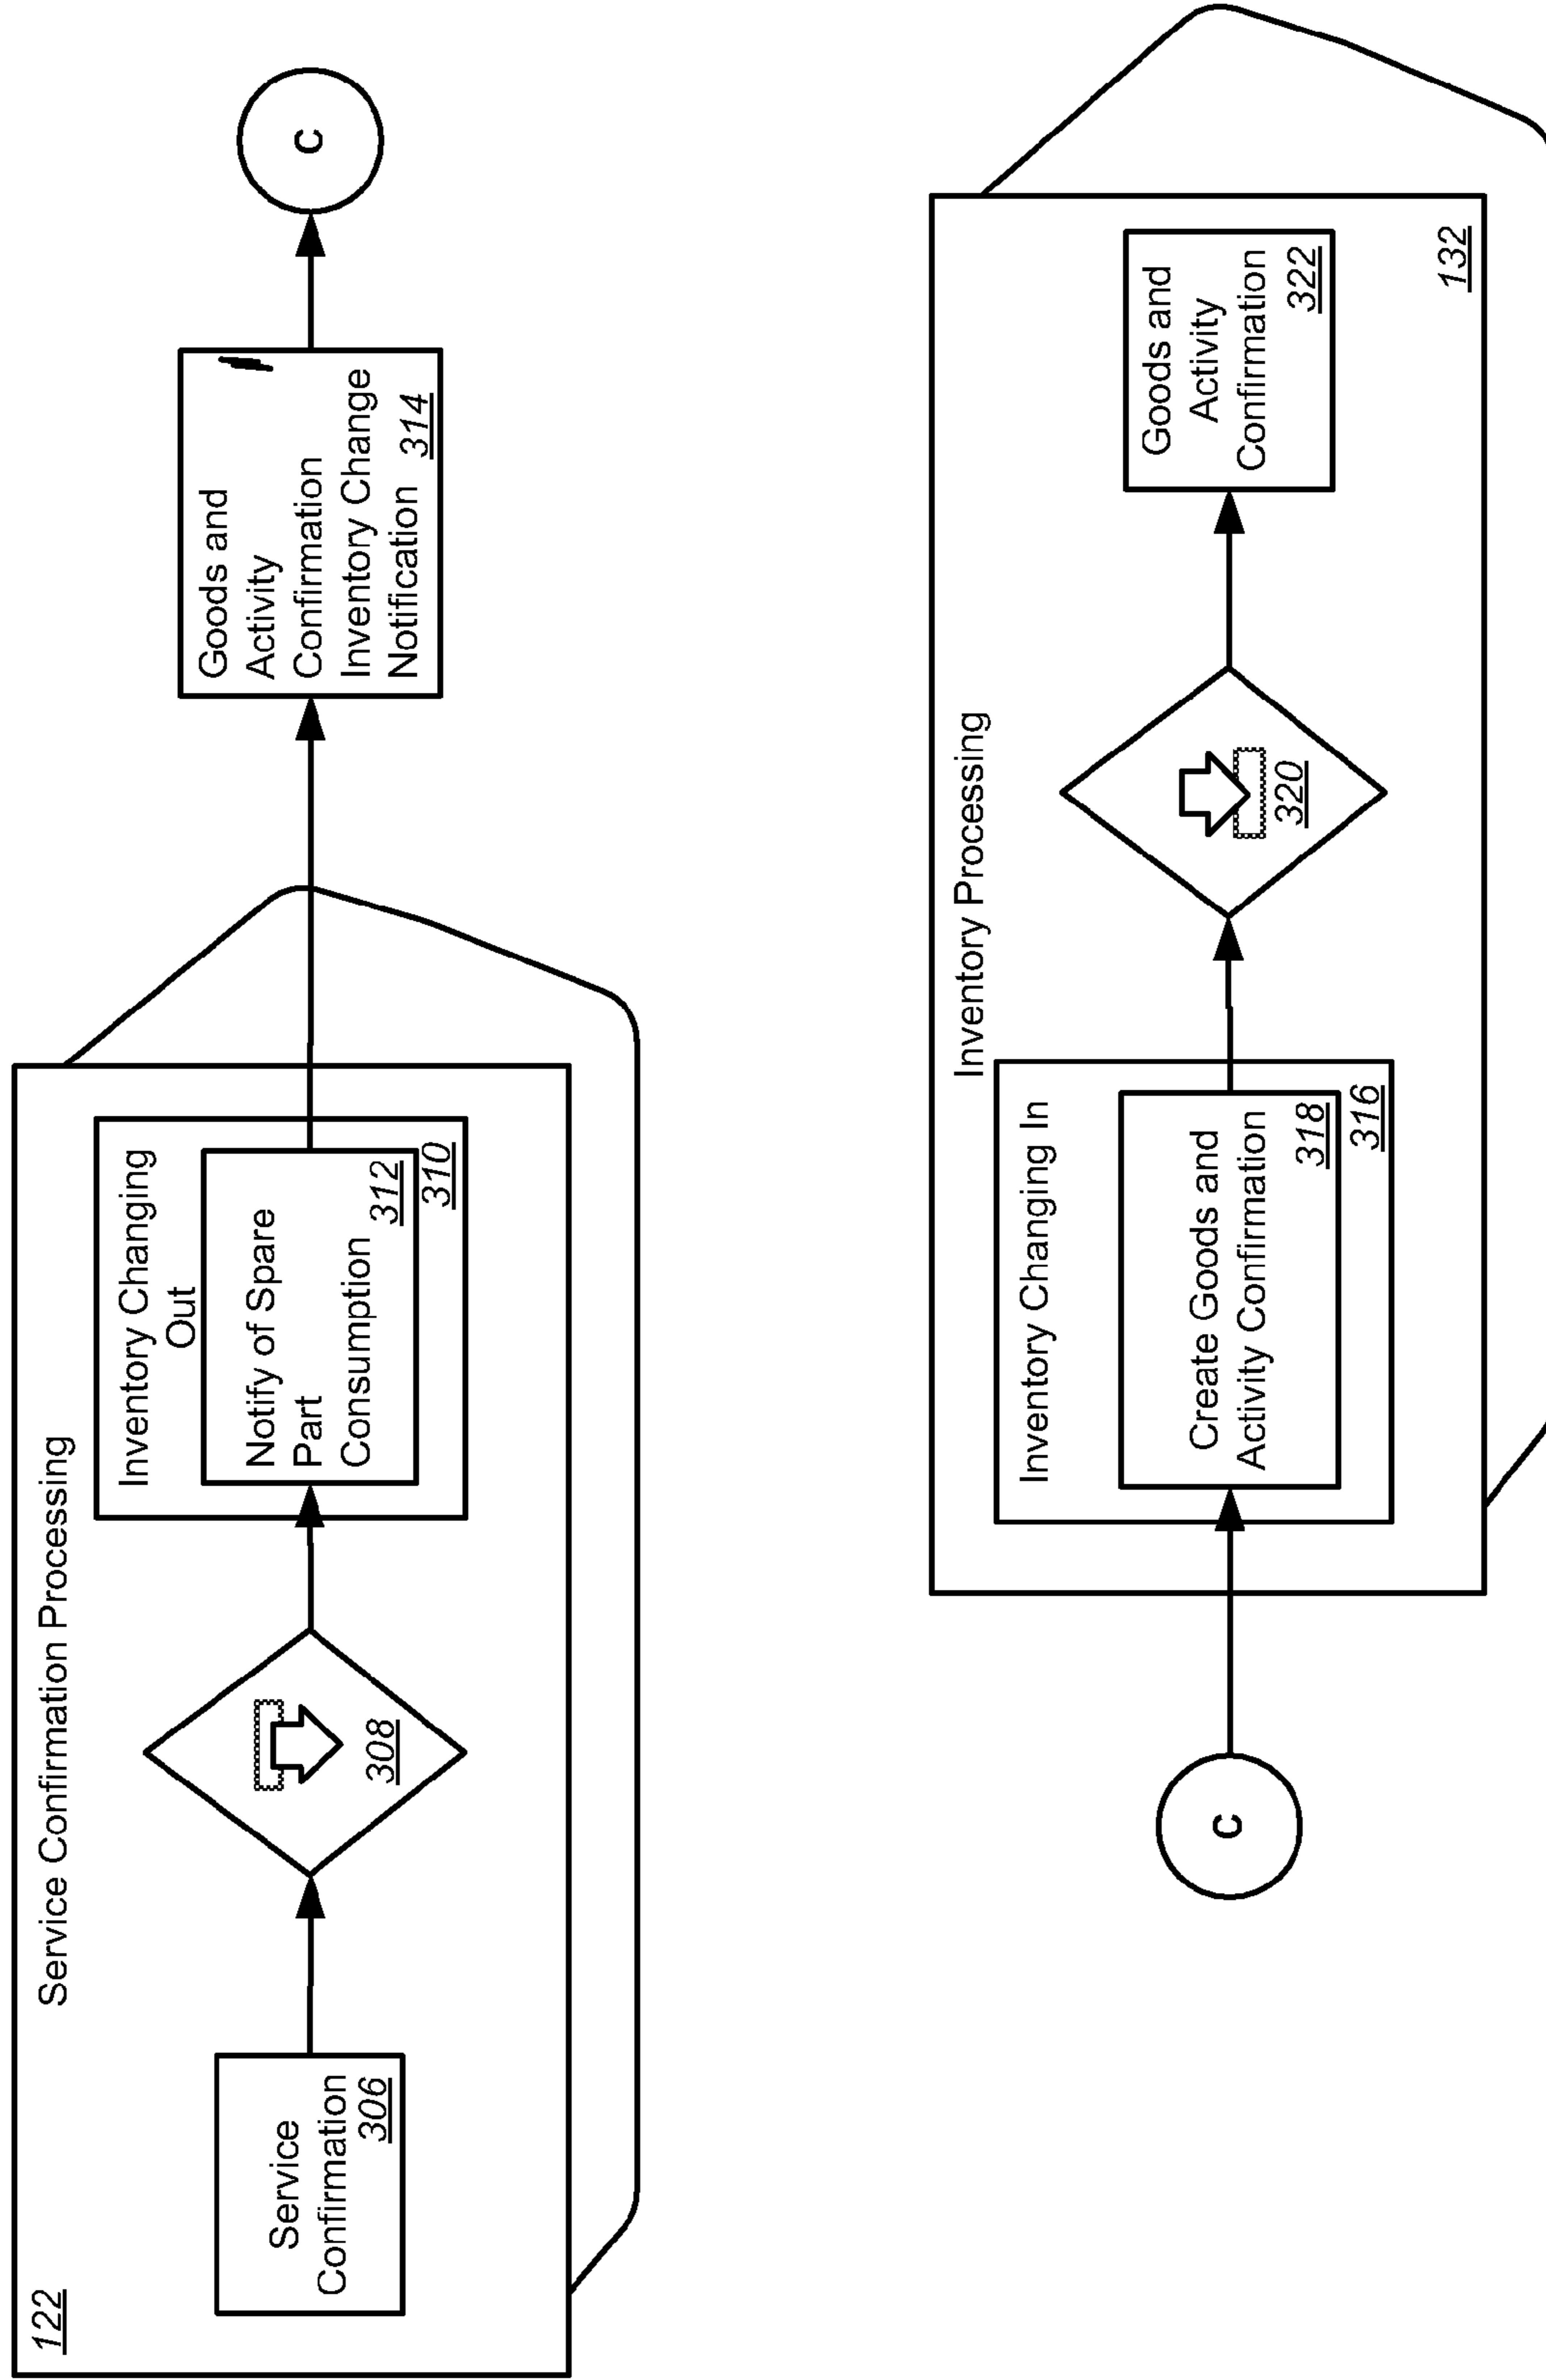 122
Service Confirmation Processing
Service
Confirmation
306
308
Inventory Changing
Out
Notify of Spare
Part
Consumption
312
310
Goods and
Activity
Confirmation
Inventory Change
Notification 314
C
C
Inventory Processing
Inventory Changing In
Create Goods and
Activity Confirmation
318
316
320
Goods and
Activity
Confirmation
322
132